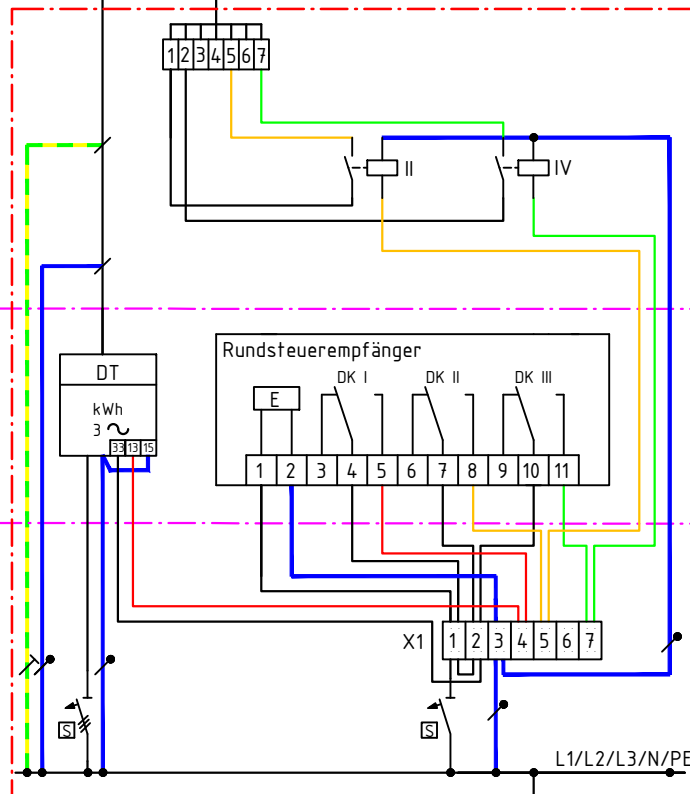 1 2 3 4 5 6 7
II
IV
Rundsteuerempfänger
DT
kWh
3
33 13 15
E
DK I
DK II
DK III
1 2 3 4 5 6 7 8 9 10 11
X1
1 2 3 4 5 6 7
S
S
L1/L2/L3/N/PE